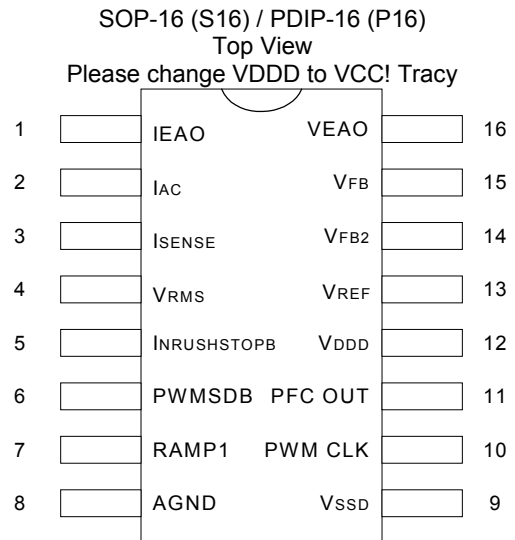 SOP-16 (S16) / PDIP-16 (P16)
Top View
Please change VDDD to VCC! Tracy
1 IEAO VEAO 16
2 IAC VFB 15
3 ISENSE VFB2 14
4 VRMS VREF 13
5 INRUSHSTOPB VDDD 12
6 PWMSDB PFC OUT 11
7 RAMP1 PWM CLK 10
8 AGND VSSD 9